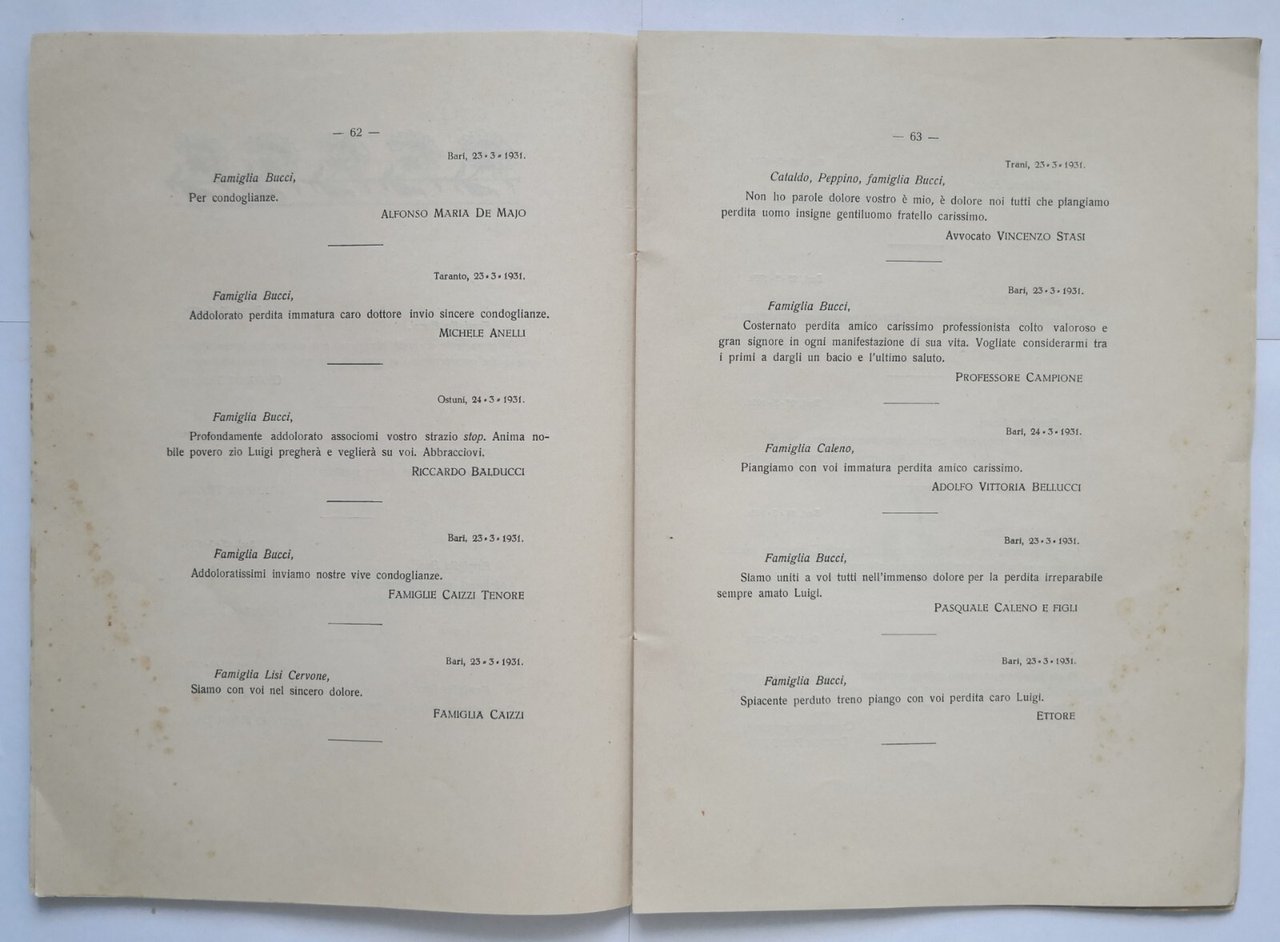 — 62 —
Bari, 23-3-1931.
Famiglia Bucci,
Per condoglianze.
ALFONSO MARIA DE MAJO
Taranto, 23-3-1931.
Famiglia Bucci,
Addolorato perdita immatura caro dottore invio sincere condoglianze.
MICHELE ANELLI
Ostuni, 24-3-1931.
Famiglia Bucci,
Profondamente addolorato associomi vostro strazio stop. Anima no-
bile povero zio Luigi pregherà e veglierà su voi. Abbracciovi.
RICCARDO BALDUCCI
Bari, 23-3-1931.
Famiglia Bucci,
Addoloratissimi inviamo nostre vive condoglianze.
FAMIGLIE CAIZZI TENORE
Bari, 23-3-1931.
Famiglia Lisi Cervone,
Siamo con voi nel sincero dolore.
FAMIGLIA CAIZZI
— 63 —
Trani, 23-3-1931.
Cataldo, Peppino, famiglia Bucci,
Non ho parole dolore vostro è mio, è dolore noi tutti che piangiamo
perdita uomo insigne gentiluomo fratello carissimo.
Avvocato VINCENZO STASI
Bari, 23-3-1931.
Famiglia Bucci,
Costernato perdita amico carissimo professionista colto valoroso e
gran signore in ogni manifestazione di sua vita. Vogliate considerarmi tra
i primi a dargli un bacio e l'ultimo saluto.
PROFESSORE CAMPIONE
Bari, 24-3-1931.
Famiglia Caleno,
Piangiamo con voi immatura perdita amico carissimo.
ADOLFO VITTORIA BELLUCCI
Bari, 23-3-1931.
Famiglia Bucci,
Siamo uniti a voi tutti nell'immenso dolore per la perdita irreparabile
sempre amato Luigi.
PASQUALE CALENO E FIGLI
Bari, 23-3-1931.
Famiglia Bucci,
Spiacente perduto treno piango con voi perdita caro Luigi.
ETTORE